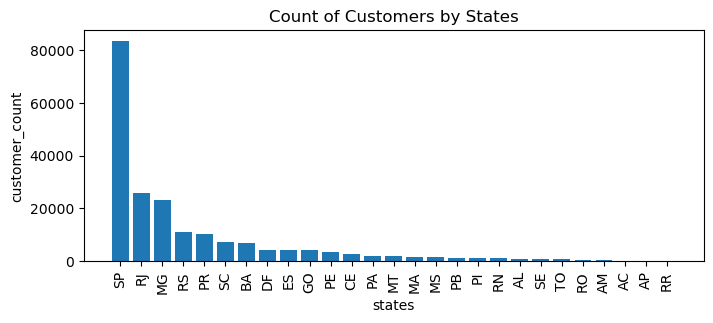 Count of Customers by States
customer_count
80000
60000
40000
20000
0
SP RJ MG RS PR SC BA DF ES GO PE CE PA MT MA MS PB PI RN AL SE TO RO AM AC AP RR
states